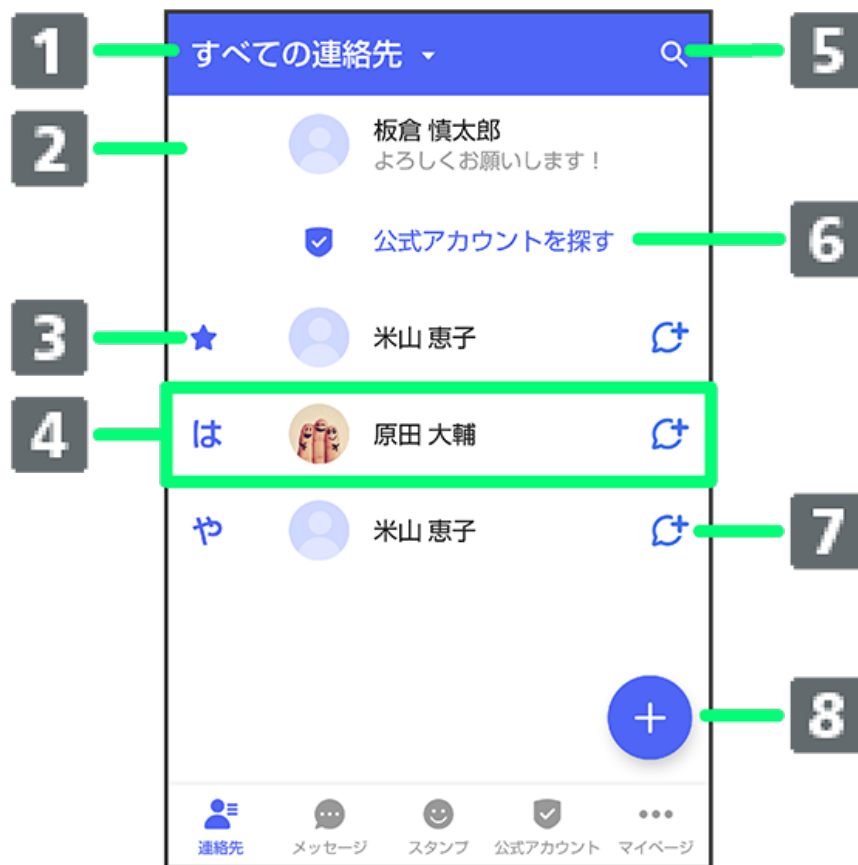 1
すべての連絡先
5
2
板倉 慎太郎
よろしくお願いします！
公式アカウントを探す
6
3
米山 恵子
4
は
原田 大輔
や
米山 恵子
7
8
連絡先
メッセージ
スタンプ
公式アカウント
マイページ